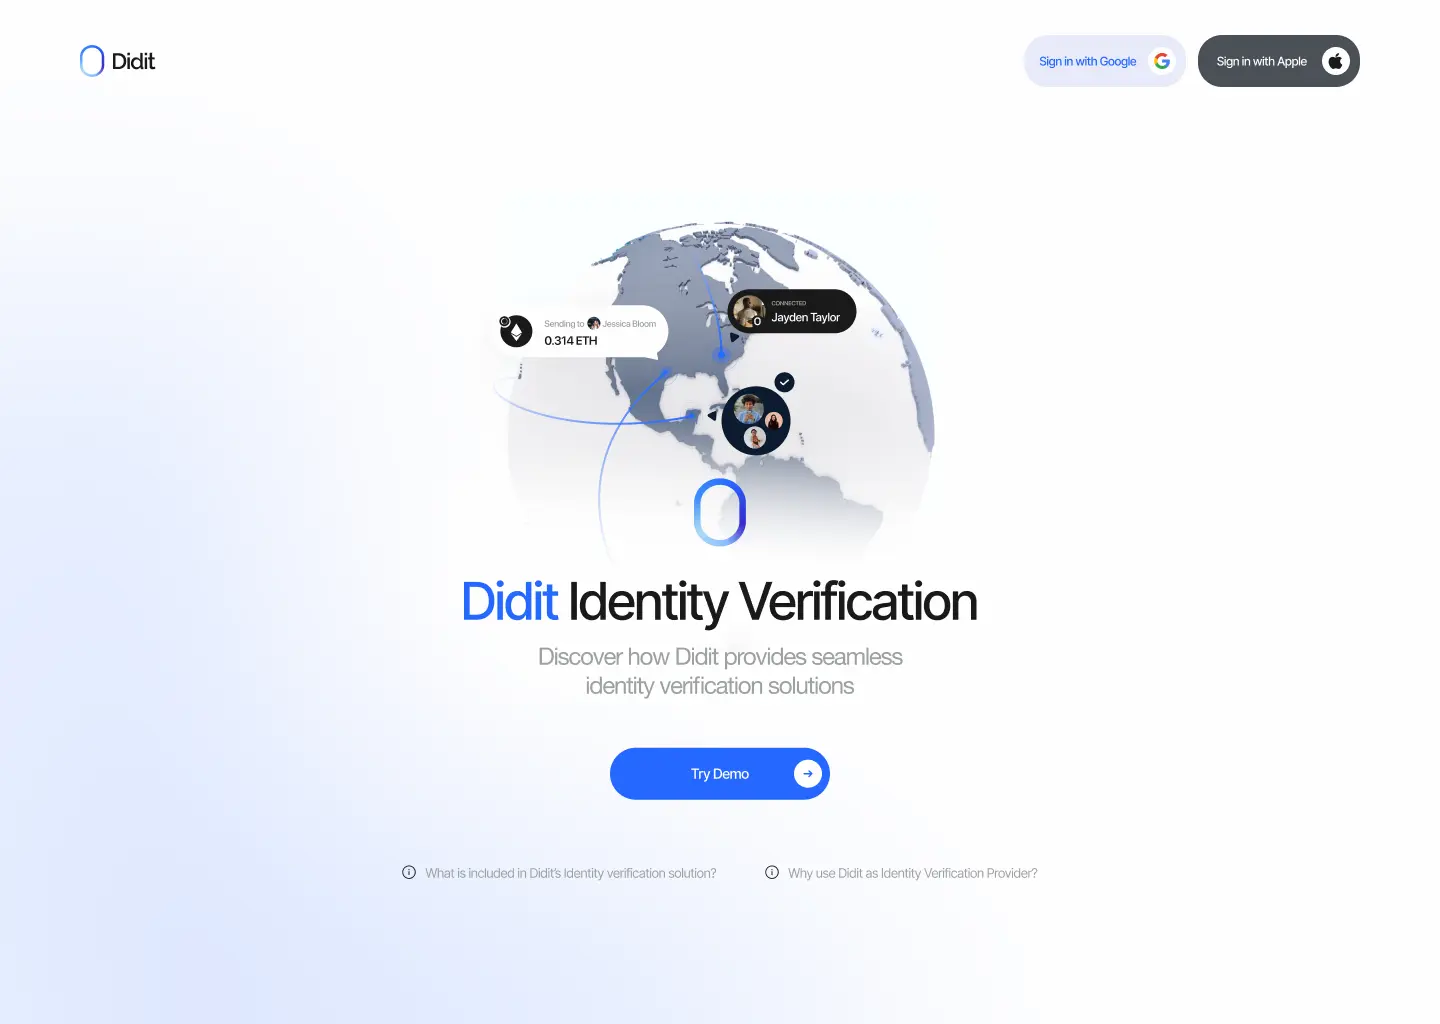 Didit
Sign in with Google
Sign in with Apple
CONNECTED
Jayden Taylor
Sending to Jessica Bloom
0.314 ETH
Didit Identity Verification
Discover how Didit provides seamless
identity verification solutions
Try Demo
What is included in Didit's Identity verification solution?
Why use Didit as Identity Verification Provider?